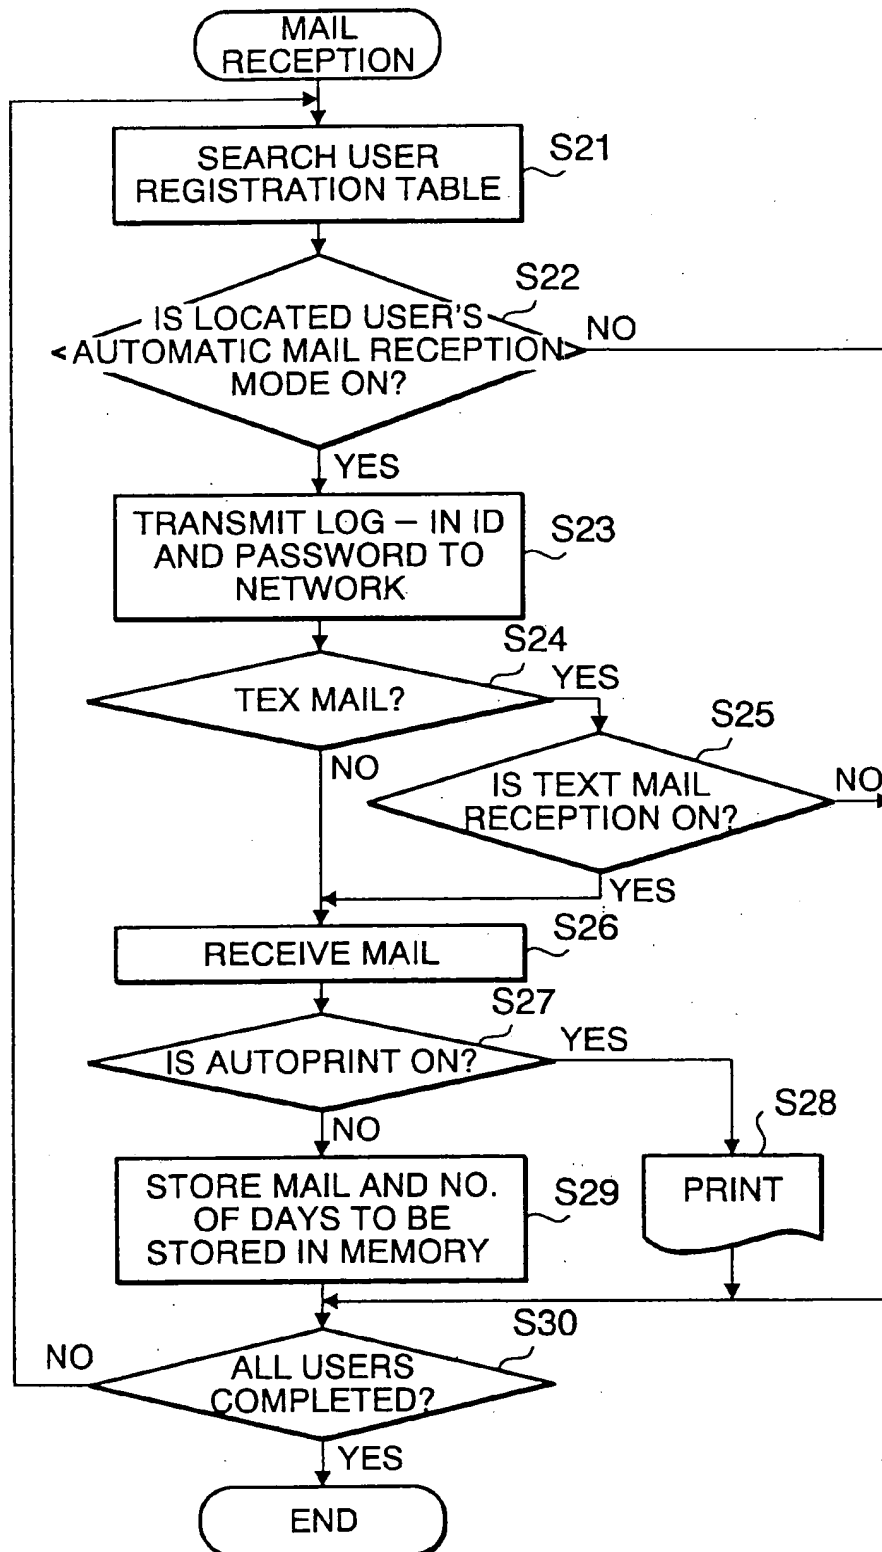 MAIL
RECEPTION
SEARCH USER
REGISTRATION TABLE
S21
IS LOCATED USER'S
AUTOMATIC MAIL RECEPTION
MODE ON?
S22
NO
YES
TRANSMIT LOG – IN ID
AND PASSWORD TO
NETWORK
S23
TEX MAIL?
S24
YES
NO
IS TEXT MAIL
RECEPTION ON?
S25
NO
YES
RECEIVE MAIL
S26
IS AUTOPRINT ON?
S27
YES
NO
PRINT
S28
STORE MAIL AND NO.
OF DAYS TO BE
STORED IN MEMORY
S29
ALL USERS
COMPLETED?
S30
NO
YES
END